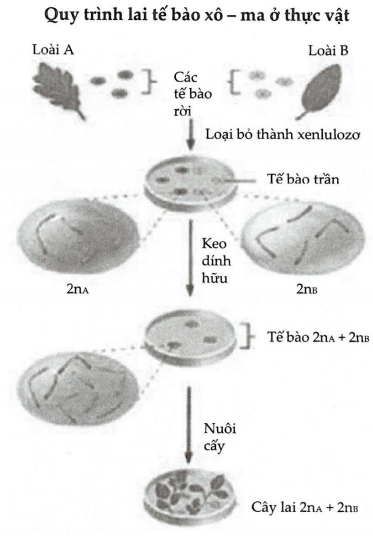 Quy trình lai tế bào xô – ma ở thực vật
Loài A
Loài B
Các
tế bào
rời
Loại bỏ thành xenlulozơ
Tế bào trần
Keo
dính
hữu
2nA
2nB
Tế bào 2nA + 2nB
Nuôi
cấy
Cây lai 2nA + 2nB